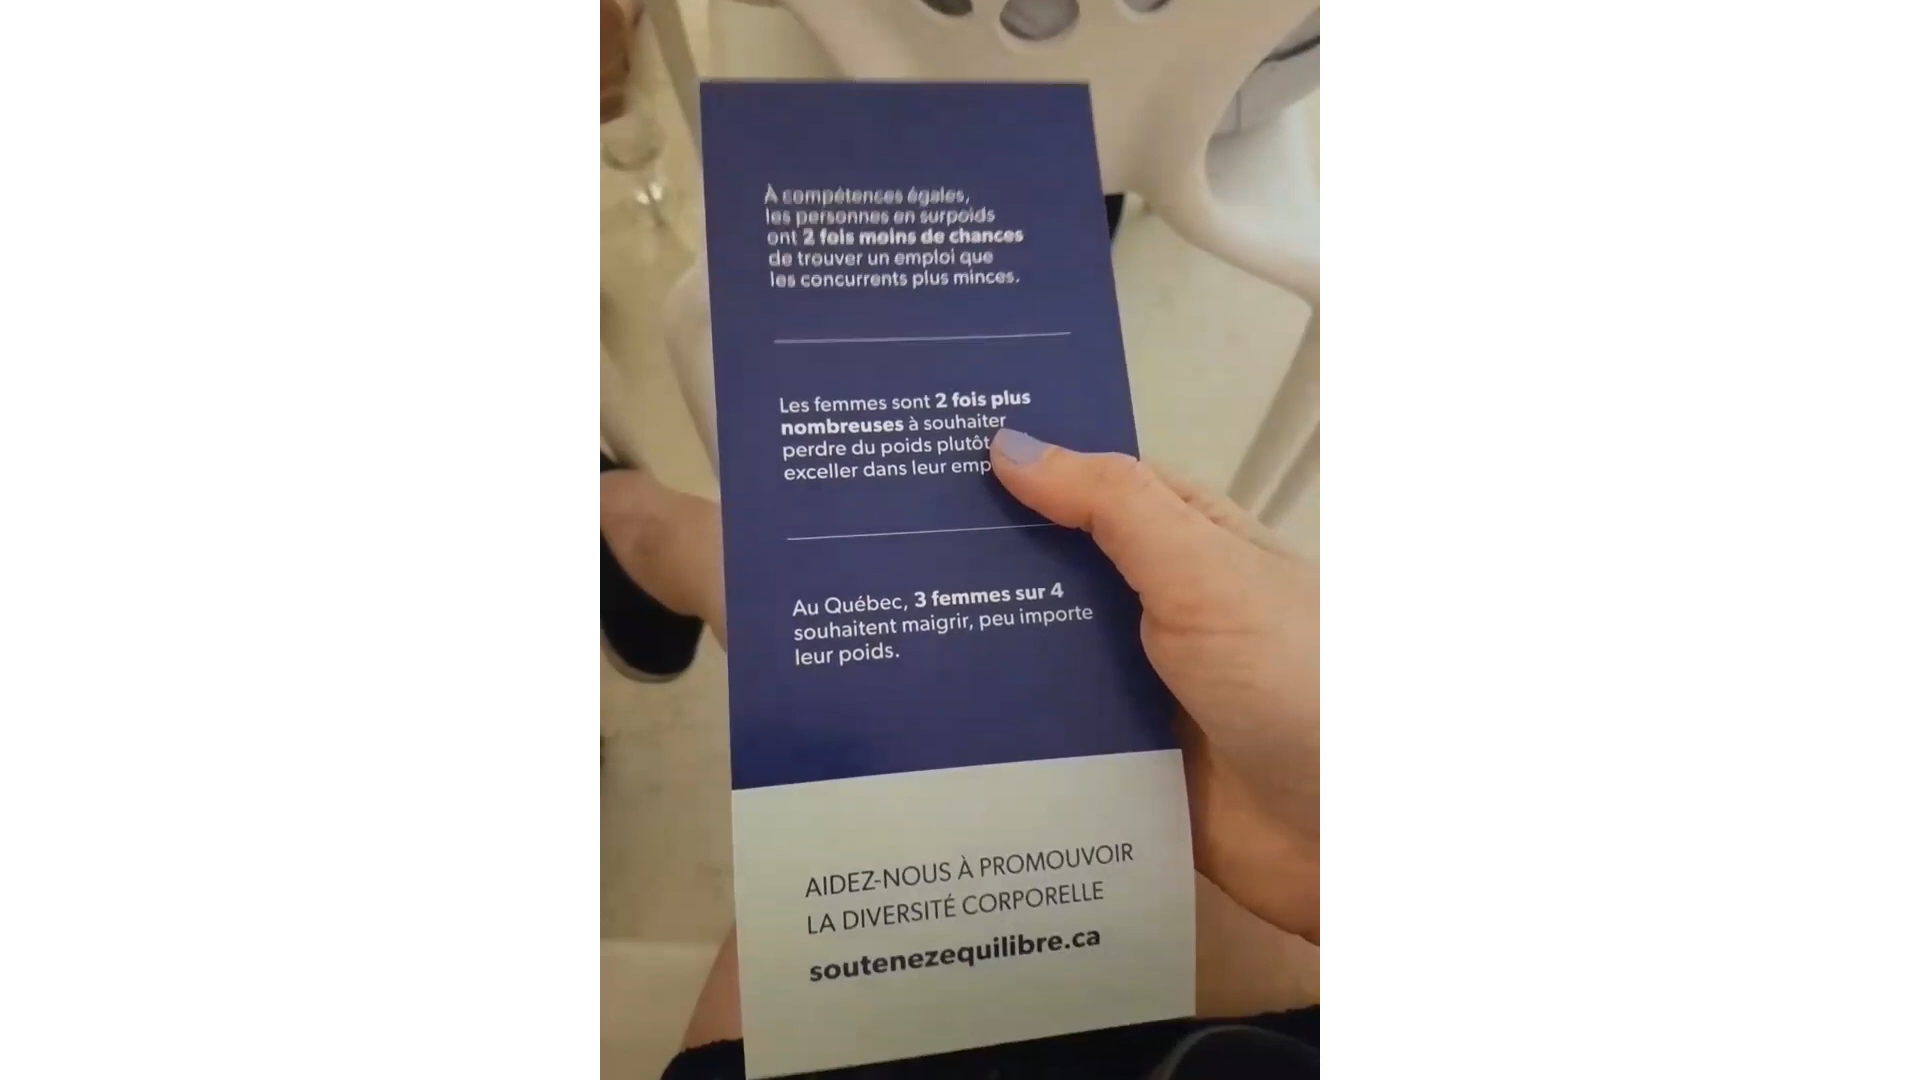 À compétences égales,
les personnes en surpoids
ont 2 fois moins de chances
de trouver un emploi que
les concurrents plus minces.
Les femmes sont 2 fois plus
nombreuses à souhaiter
perdre du poids plutôt
exceller dans leur
Au Québec, 3 femmes sur 4
souhaitent maigrir, peu importe
leur poids.
AIDEZ-NOUS À PROMOUVOIR
LA DIVERSITÉ CORPORELLE
soutenezequilibre.ca